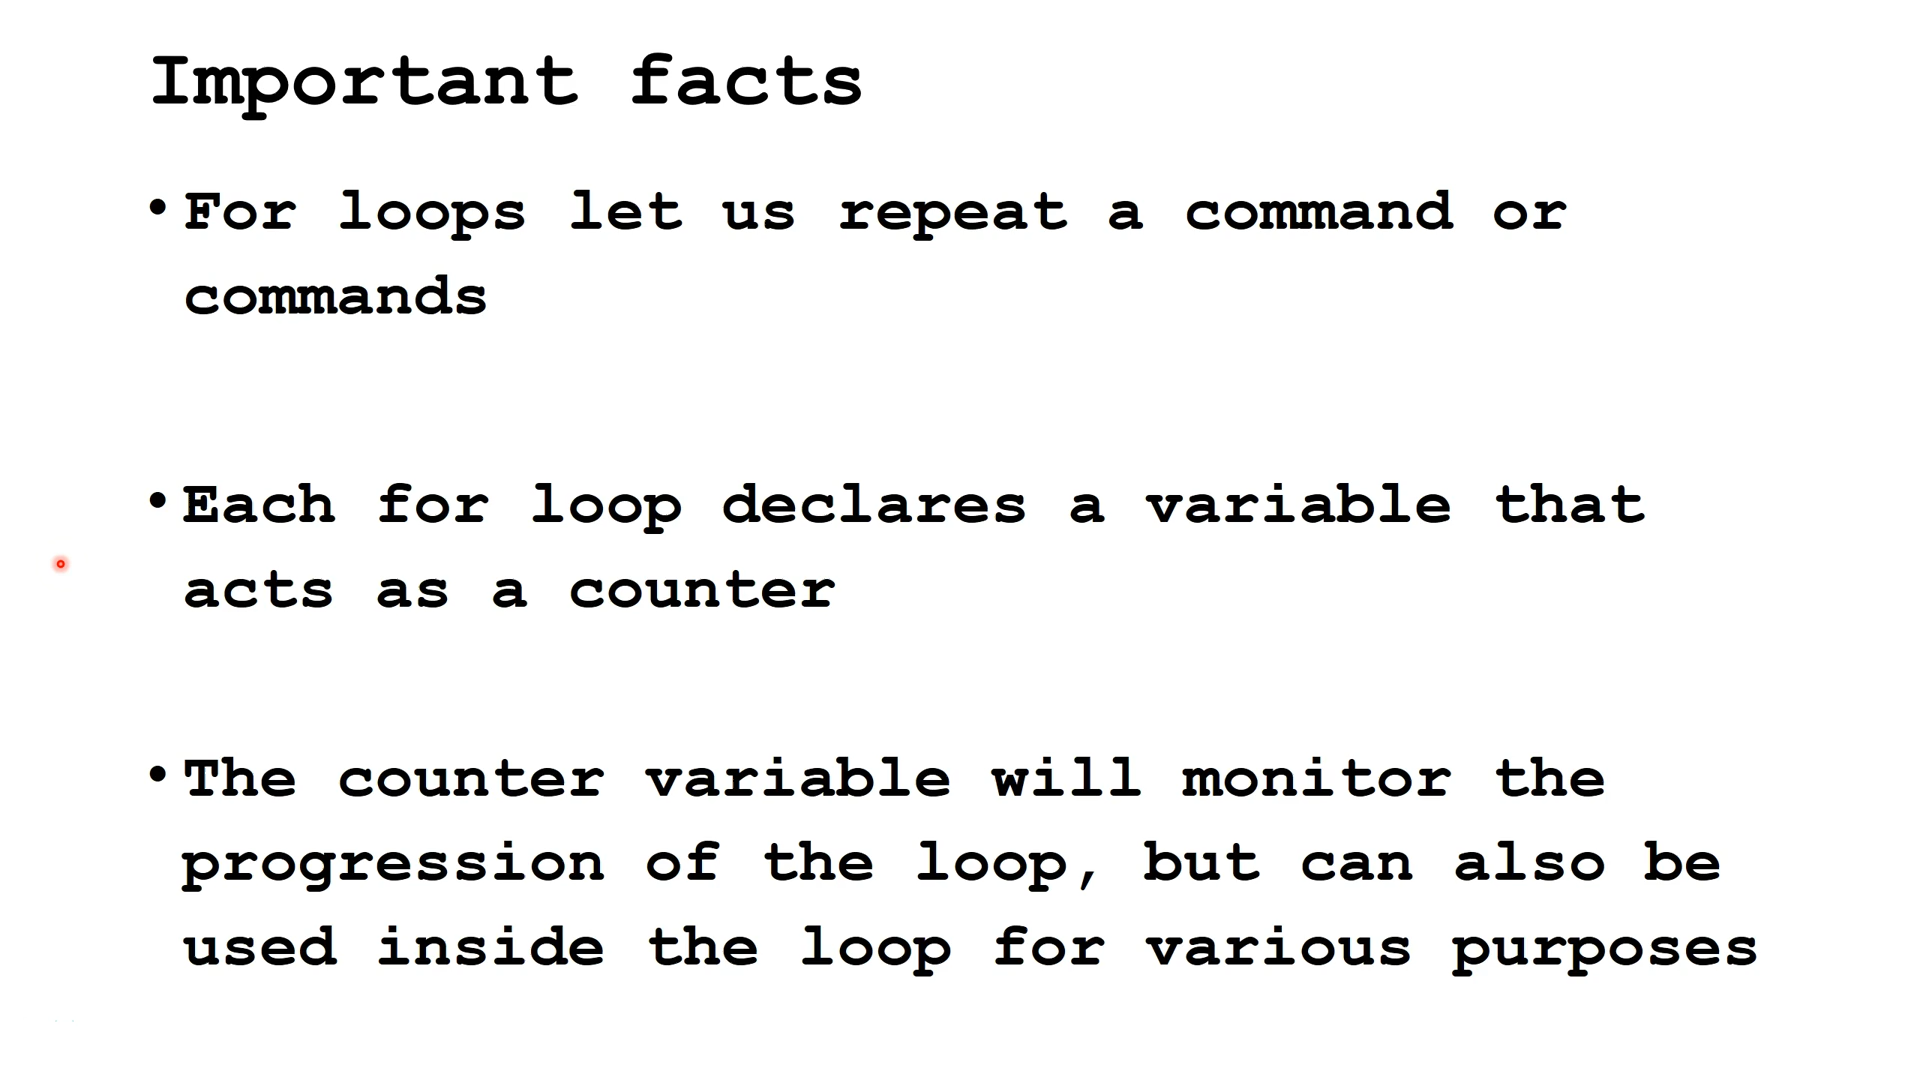 Important facts
• For loops let us repeat a command or
commands
• Each for loop declares a variable that
acts as a counter
• The counter variable will monitor the
progression of the loop, but can also be
used inside the loop for various purposes